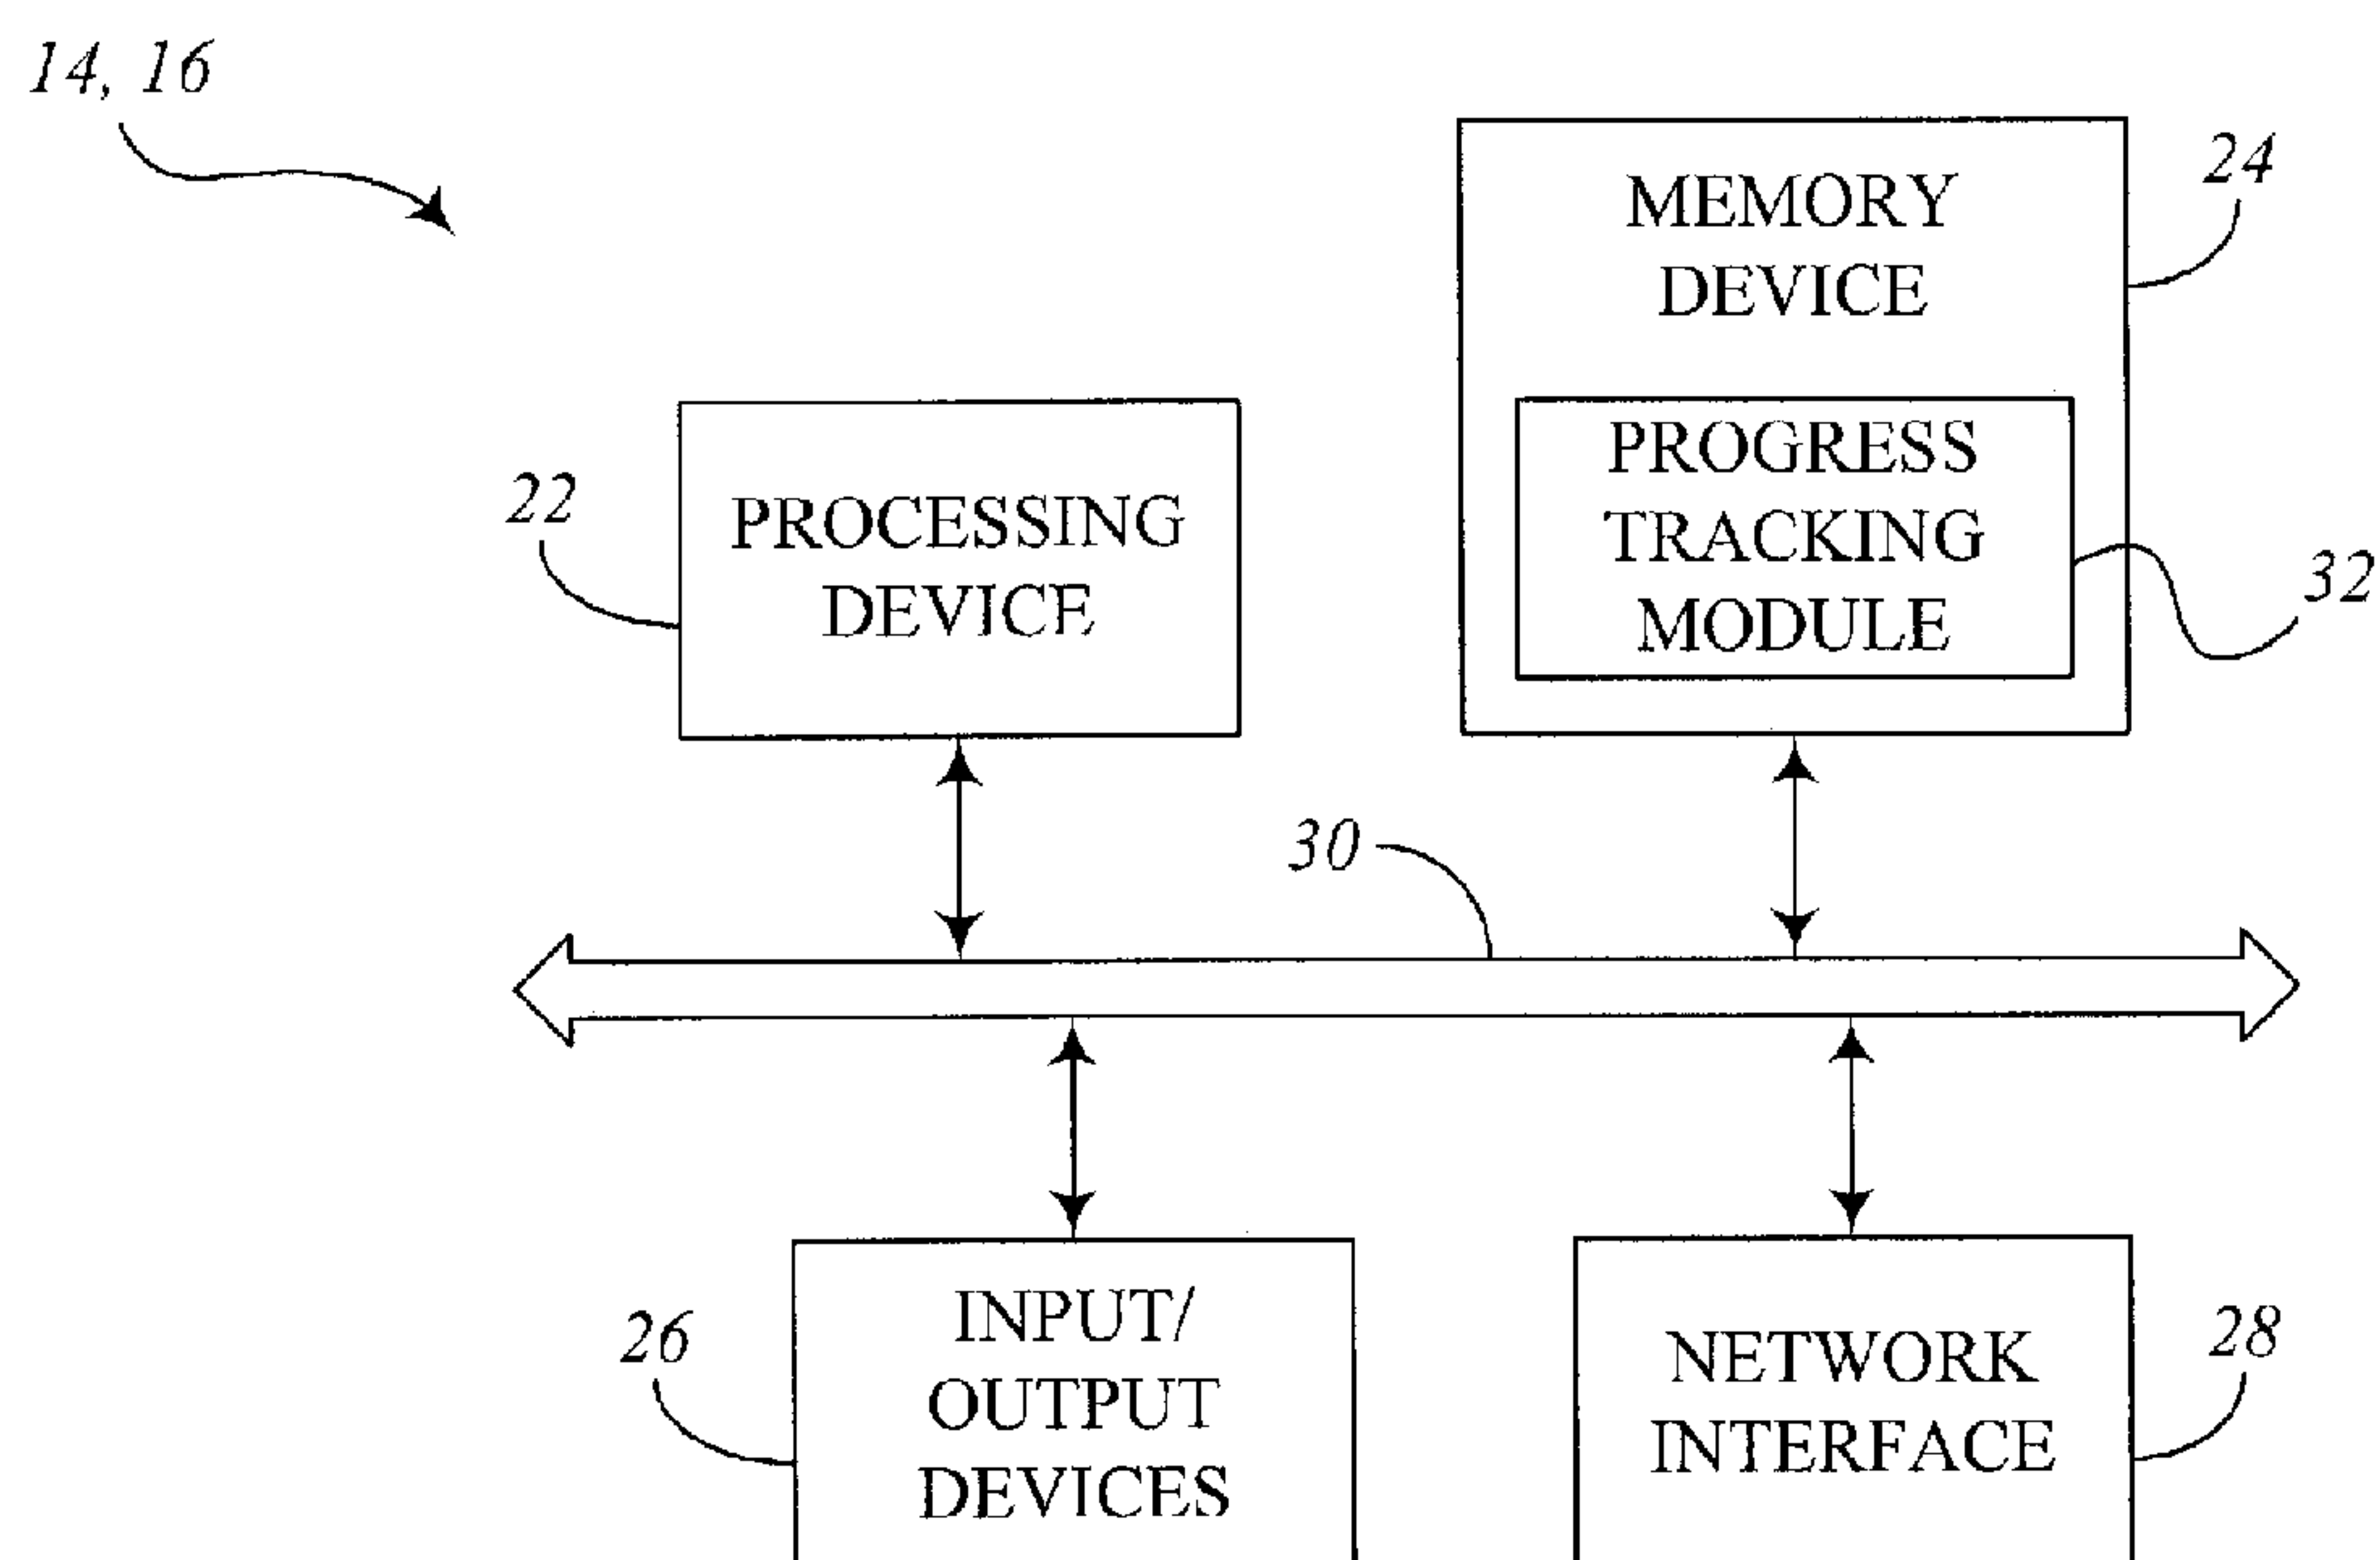 14, 16
MEMORY
DEVICE
24
PROGRESS
TRACKING
MODULE
32
22
PROCESSING
DEVICE
30
26
INPUT/
OUTPUT
DEVICES
NETWORK
INTERFACE
28